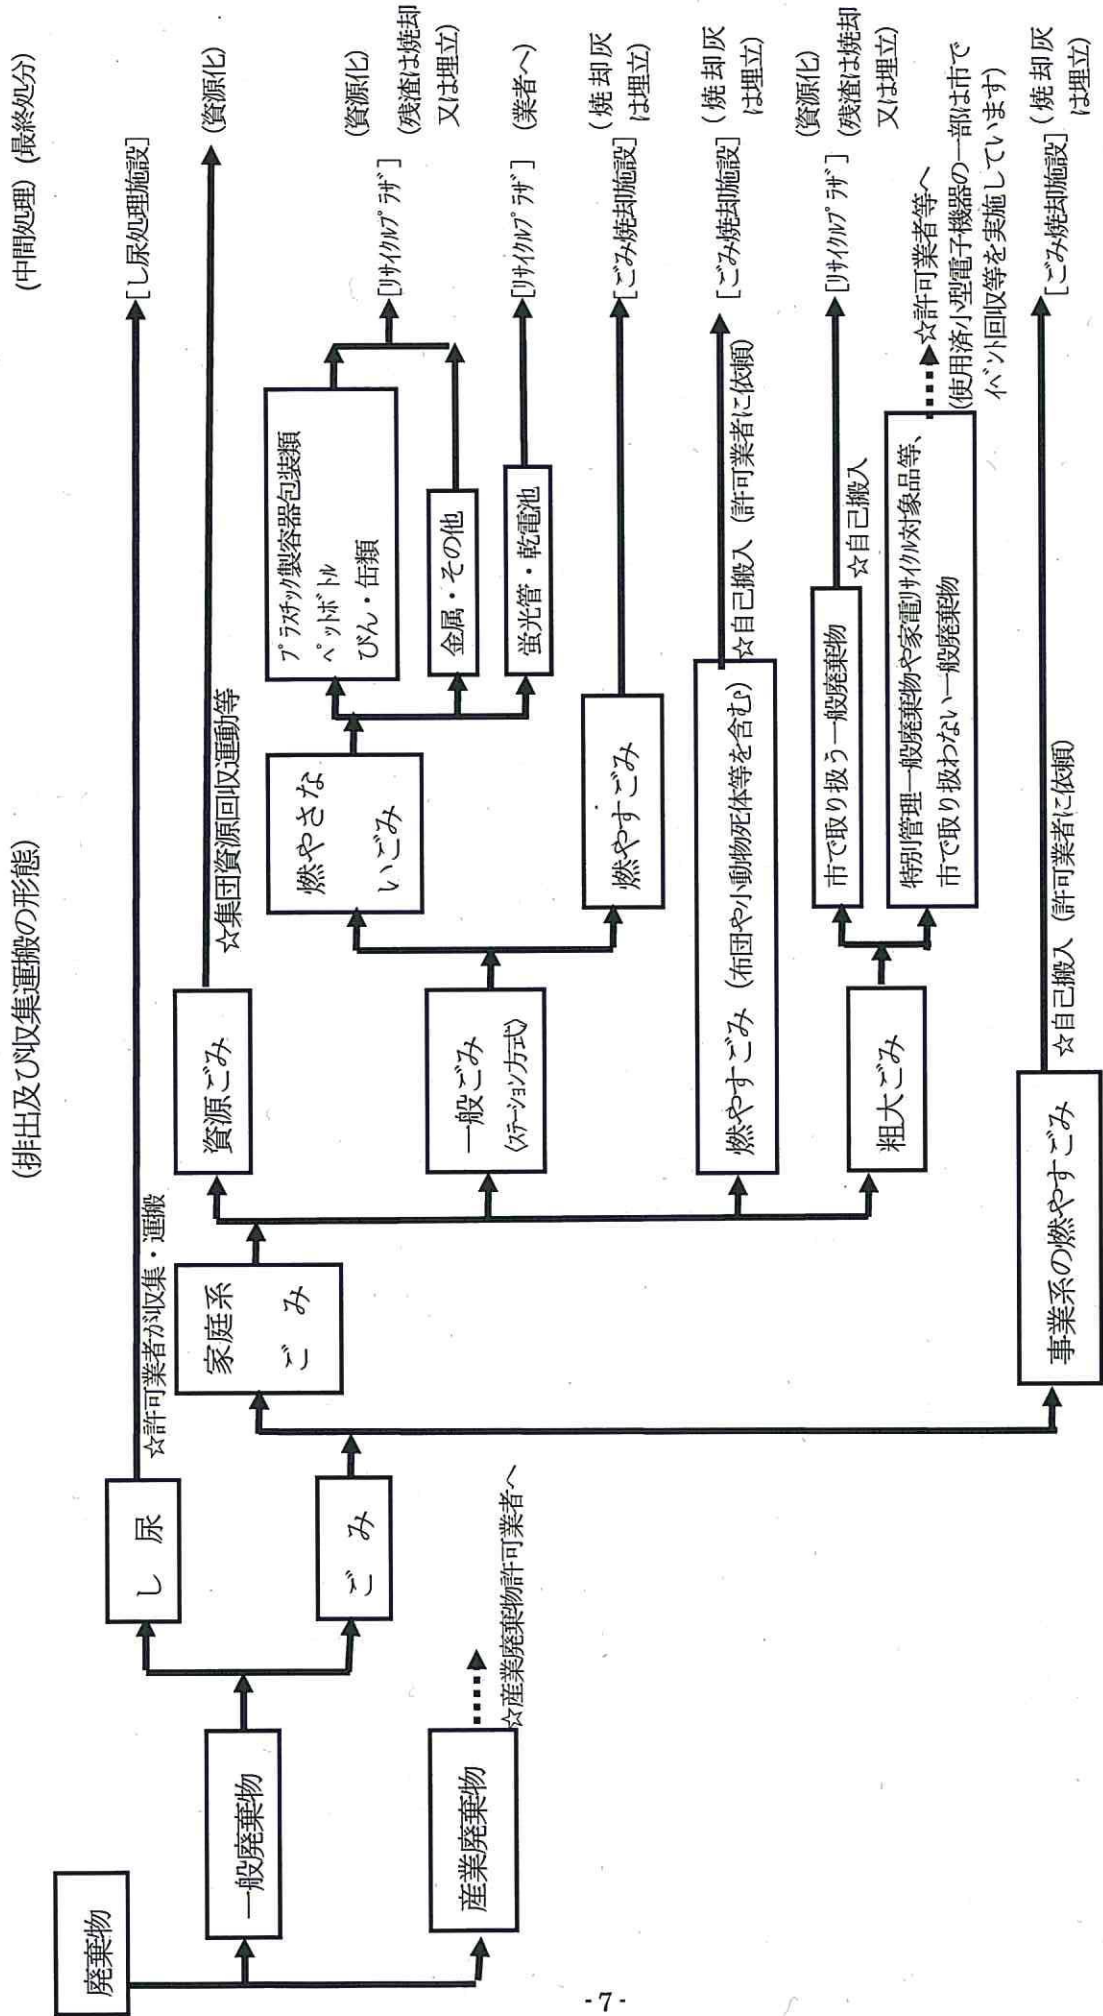 (排出及び収集運搬の形態)
(中間処理)
(最終処分)
廃棄物
一般廃棄物
産業廃棄物
☆産業廃棄物許可業者へ
し 尿
☆許可業者が収集・運搬
[し尿処理施設]
ご み
家庭系
ご み
資源ごみ
☆集団資源回収運動等
(資源化)
一般ごみ
〈ステーション方式〉
燃やさな
いごみ
プラスチック製容器包装類
ペットボトル
びん・缶類
金属・その他
[リサイクルプラザ]
(資源化)
(残渣は焼却
又は埋立)
蛍光管・乾電池
[リサイクルプラザ]
(業者へ)
燃やすごみ
[ごみ焼却施設]
(焼却灰
は埋立)
燃やすごみ (布団や小動物死体等を含む)
☆自己搬入 (許可業者に依頼)
[ごみ焼却施設]
(焼却灰
は埋立)
粗大ごみ
市で取り扱う一般廃棄物
☆自己搬入
[リサイクルプラザ]
(資源化)
(残渣は焼却
又は埋立)
特別管理一般廃棄物や家電リサイクル対象品等、
市で取り扱わない一般廃棄物
☆許可業者等へ
(使用済小型電子機器の一部は市で
イベント回収等を実施しています)
事業系の燃やすごみ
☆自己搬入 (許可業者に依頼)
[ごみ焼却施設]
(焼却灰
は埋立)
- 7 -